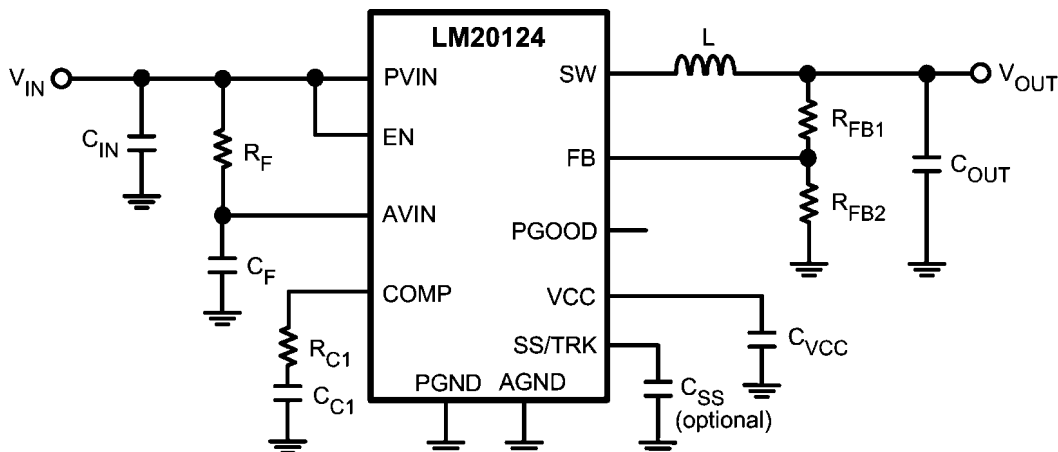 LM20124
L
V_IN
PVIN
SW
V_OUT
C_IN
R_F
EN
R_FB1
FB
C_OUT
R_FB2
AVIN
PGOOD
C_F
COMP
VCC
R_C1
SS/TRK
C_VCC
C_C1
PGND
AGND
C_SS
(optional)